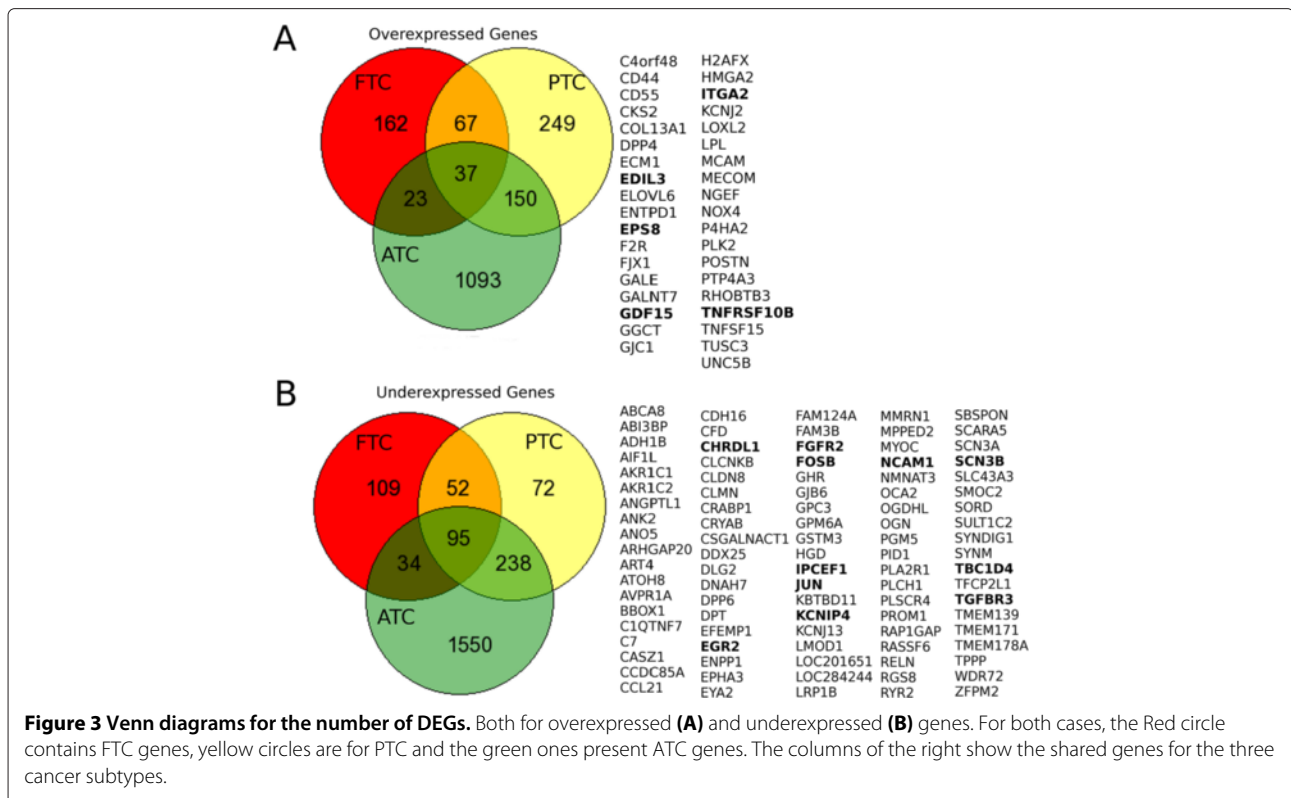 A
Overexpressed Genes
FTC
PTC
162
67
249
37
23
150
ATC
1093
C4orf48
CD44
CD55
CKS2
COL13A1
DPP4
ECM1
EDIL3
ELOVL6
ENTPD1
EPS8
F2R
FJX1
GALE
GALNT7
GDF15
GGCT
GJC1
H2AFX
HMGA2
ITGA2
KCNJ2
LOXL2
LPL
MCAM
MECOM
NGEF
NOX4
P4HA2
PLK2
POSTN
PTP4A3
RHOBTB3
TNFRSF10B
TNFSF15
TUSC3
UNC5B
B
Underexpressed Genes
FTC
PTC
109
52
72
95
34
238
ATC
1550
ABCA8
ABI3BP
ADH1B
AIF1L
AKR1C1
AKR1C2
ANGPTL1
ANK2
ANO5
ARHGAP20
ART4
ATOH8
AVPR1A
BBOX1
C1QTNF7
C7
CASZ1
CCDC85A
CCL21
CDH16
CFD
CHRDL1
CLCNKB
CLDN8
CLMN
CRABP1
CRYAB
CSGALNACT1
DDX25
DLG2
DNAH7
DPP6
DPT
EFEMP1
EGR2
ENPP1
EPHA3
EYA2
FAM124A
FAM3B
FGFR2
FOSB
GHR
GJB6
GPC3
GPM6A
GSTM3
HGD
IPCEF1
JUN
KBTBD11
KCNIP4
KCNJ13
LMOD1
LOC201651
LOC284244
LRP1B
MMRN1
MPPED2
MYOC
NCAM1
NMNAT3
OCA2
OGDHL
OGN
PGM5
PID1
PLA2R1
PLCH1
PLSCR4
PROM1
RAP1GAP
RASSF6
RELN
RGS8
RYR2
SBSPON
SCARA5
SCN3A
SCN3B
SLC43A3
SMOC2
SORD
SULT1C2
SYNDIG1
SYNM
TBC1D4
TFCP2L1
TGFBR3
TMEM139
TMEM171
TMEM178A
TPPP
WDR72
ZFPM2
Figure 3 Venn diagrams for the number of DEGs. Both for overexpressed (A) and underexpressed (B) genes. For both cases, the Red circle
contains FTC genes, yellow circles are for PTC and the green ones present ATC genes. The columns of the right show the shared genes for the three
cancer subtypes.